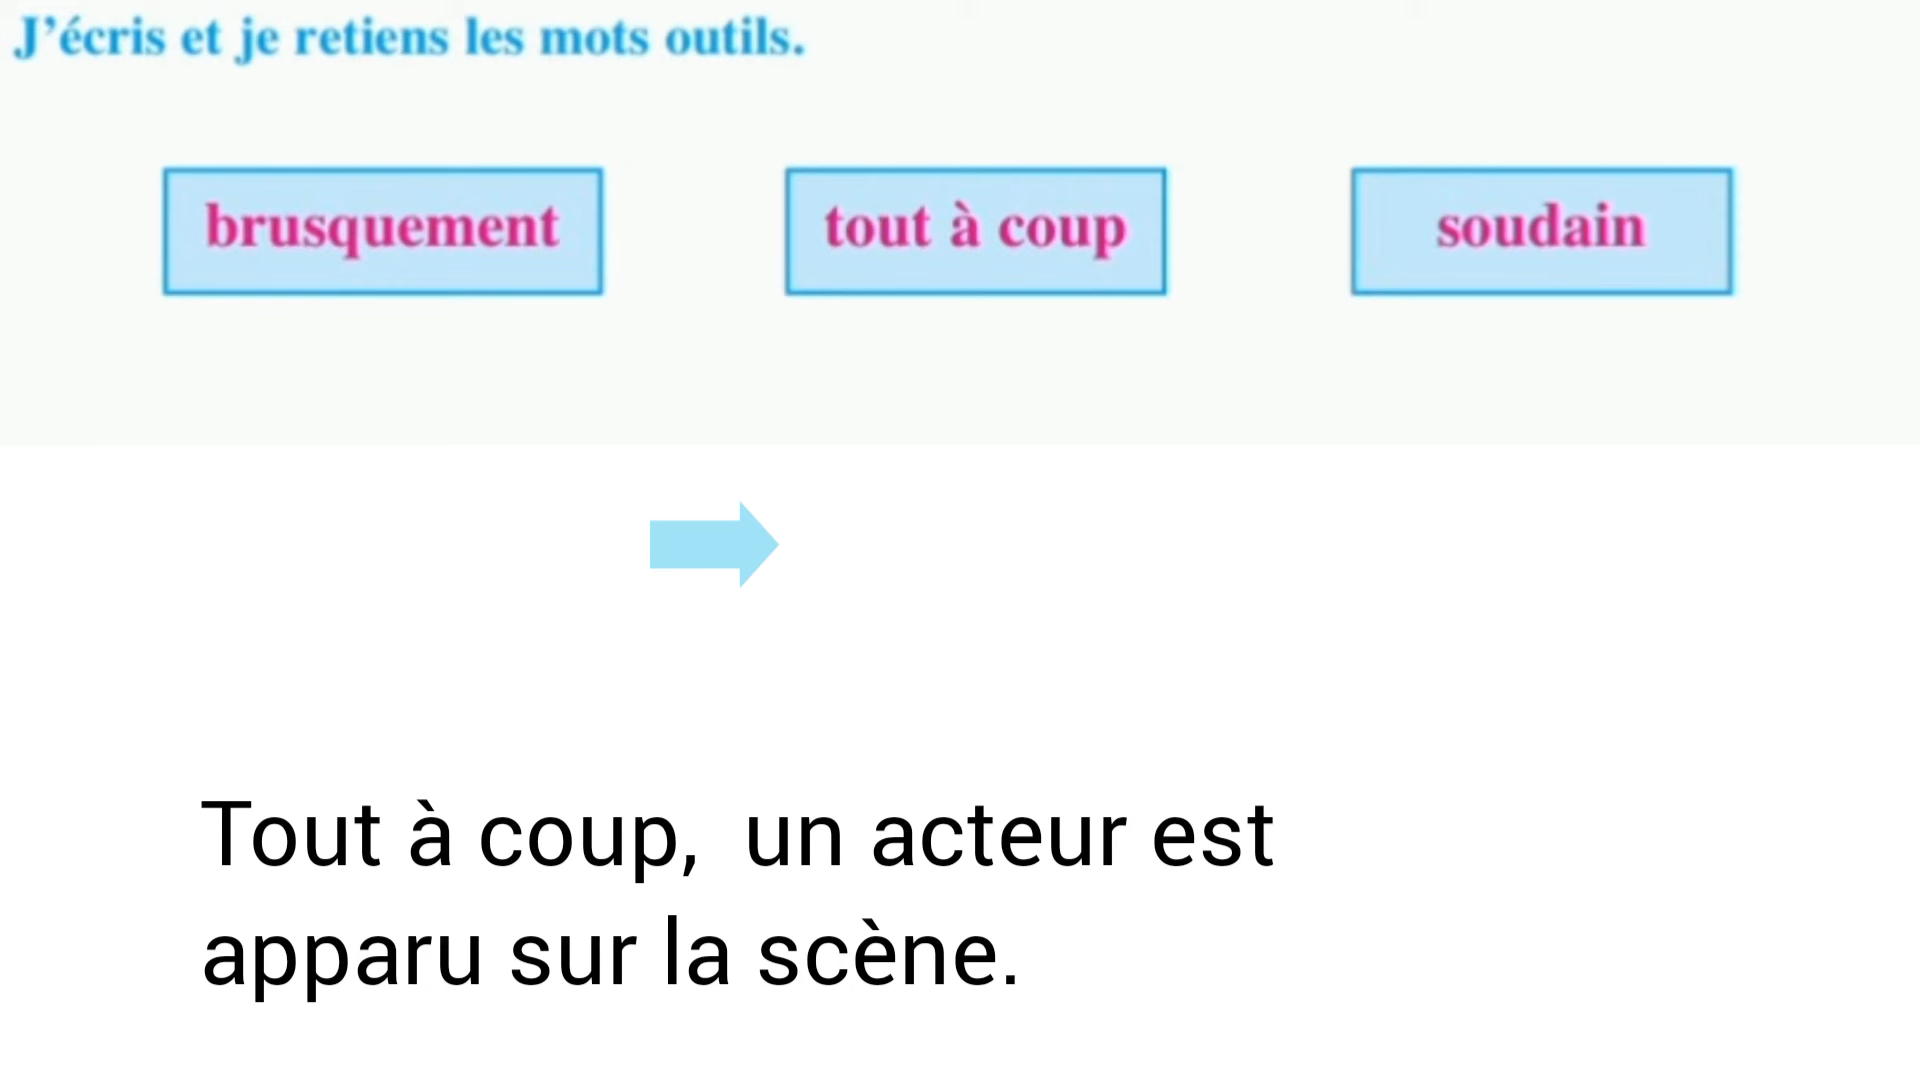 J’écris et je retiens les mots outils.
brusquement
tout à coup
soudain
Tout à coup,  un acteur est
apparu sur la scène.